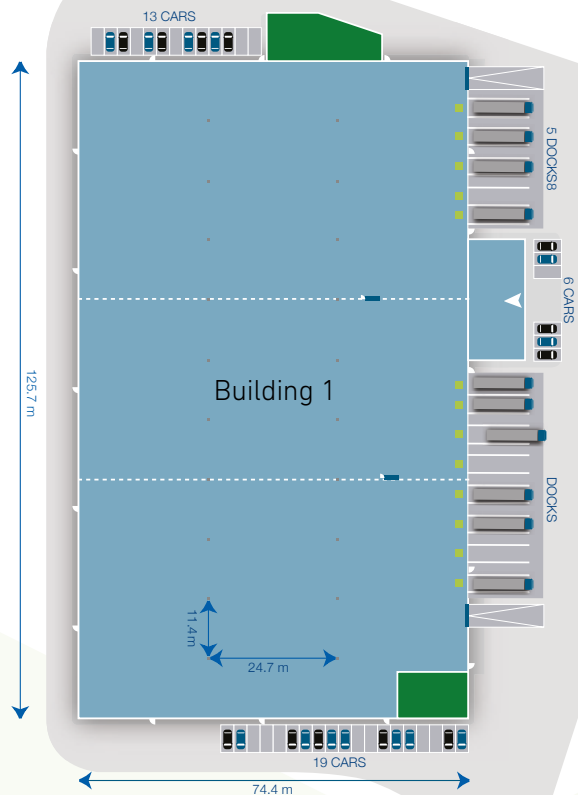 13 CARS
5 DOCKS8
6 CARS
125.7 m
Building 1
DOCKS
11.4 m
24.7 m
19 CARS
74.4 m